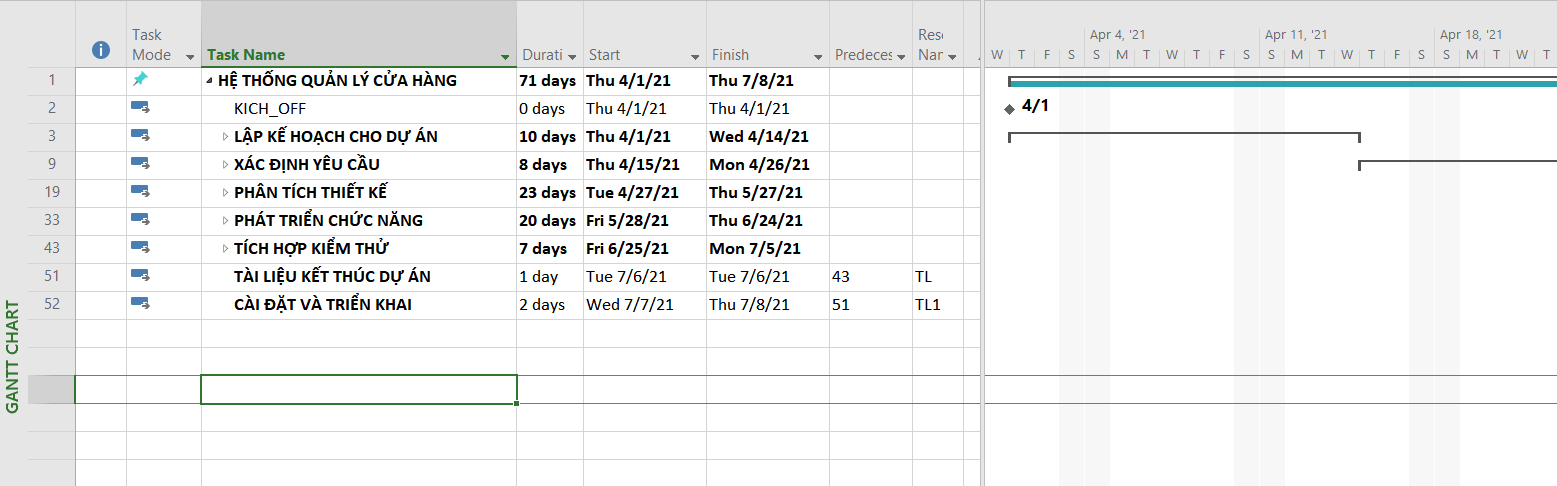 Task Mode
Task Name
Durati
Start
Finish
Predeces
Reso Nar
Apr 4, '21
Apr 11, '21
Apr 18, '21
W T F S S M T W T F S S M T W T F S S M T W T
1 HỆ THỐNG QUẢN LÝ CỬA HÀNG 71 days Thu 4/1/21 Thu 7/8/21
2 KICH_OFF 0 days Thu 4/1/21 Thu 4/1/21 4/1
3 LẬP KẾ HOẠCH CHO DỰ ÁN 10 days Thu 4/1/21 Wed 4/14/21
9 XÁC ĐỊNH YÊU CẦU 8 days Thu 4/15/21 Mon 4/26/21
19 PHÂN TÍCH THIẾT KẾ 23 days Tue 4/27/21 Thu 5/27/21
33 PHÁT TRIỂN CHỨC NĂNG 20 days Fri 5/28/21 Thu 6/24/21
43 TÍCH HỢP KIỂM THỬ 7 days Fri 6/25/21 Mon 7/5/21
51 TÀI LIỆU KẾT THÚC DỰ ÁN 1 day Tue 7/6/21 Tue 7/6/21 43 TL
52 CÀI ĐẶT VÀ TRIỂN KHAI 2 days Wed 7/7/21 Thu 7/8/21 51 TL1
GANTT CHART